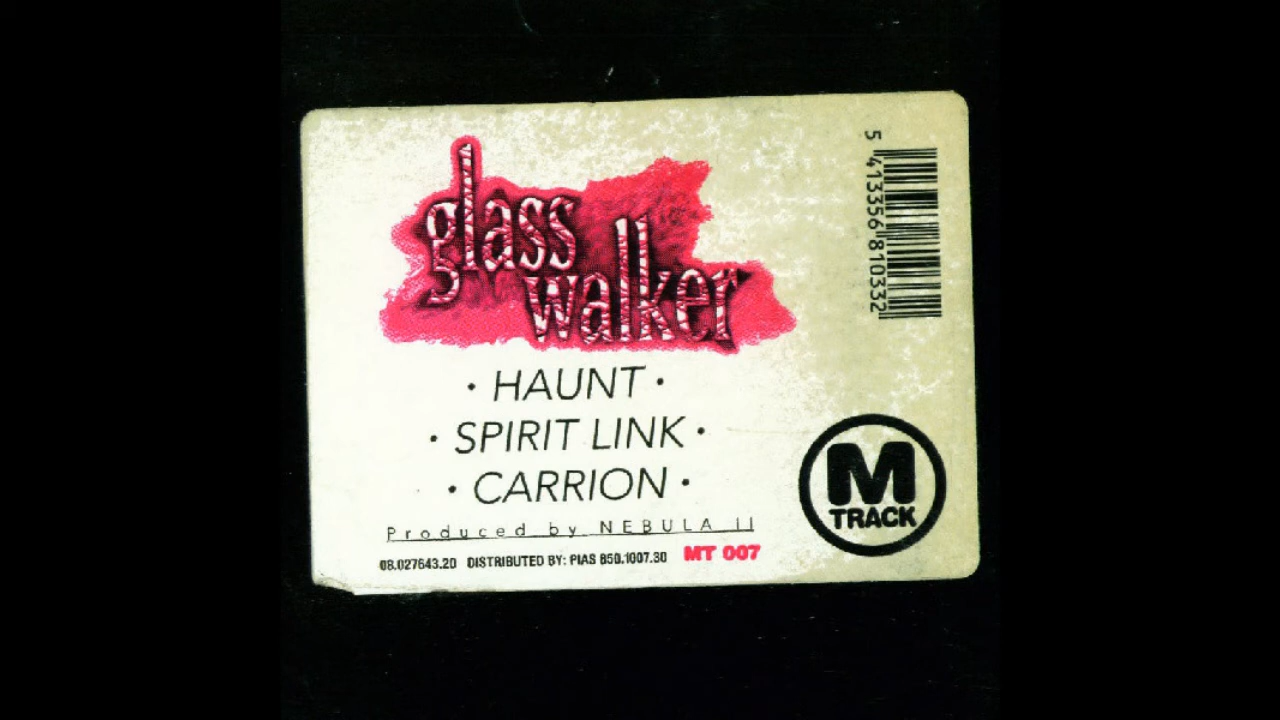 glass
walker
· HAUNT ·
· SPIRIT LINK ·
· CARRION ·
Produced by NEBULA II
08.027643.20 DISTRIBUTED BY: PIAS 850.1007.30 MT 007
5 413356 810332
M
TRACK